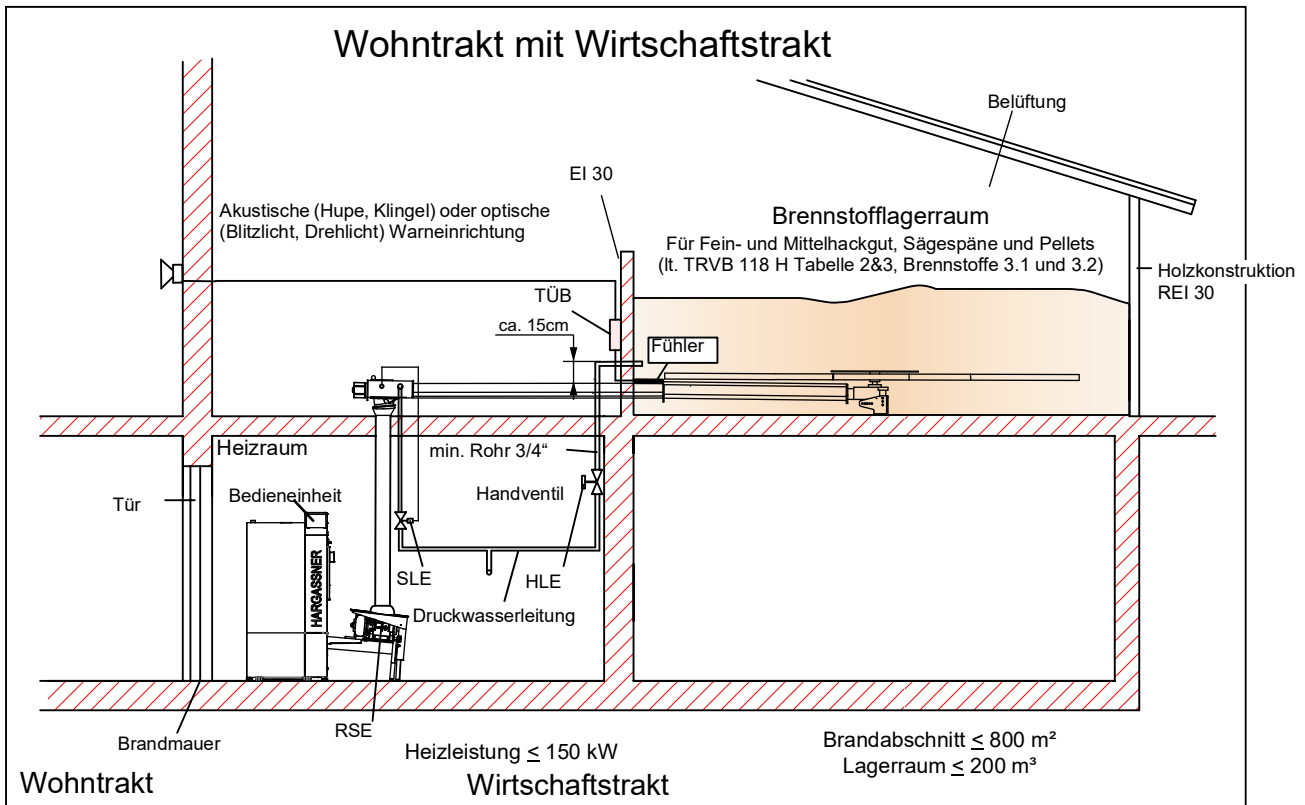 Wohntrakt mit Wirtschaftstrakt
Belüftung
EI 30
Akustische (Hupe, Klingel) oder optische
(Blitzlicht, Drehlicht) Warneinrichtung
Brennstofflagerraum
Für Fein- und Mittelhackgut, Sägespäne und Pellets
(lt. TRVB 118 H Tabelle 2&3, Brennstoffe 3.1 und 3.2)
Holzkonstruktion
REI 30
TÜB
ca. 15cm
Fühler
Heizraum
min. Rohr 3/4“
Tür
Bedieneinheit
Handventil
HARGASSNER
SLE
HLE
Druckwasserleitung
RSE
Brandmauer
Heizleistung ≤ 150 kW
Brandabschnitt ≤ 800 m²
Lagerraum ≤ 200 m³
Wohntrakt
Wirtschaftstrakt